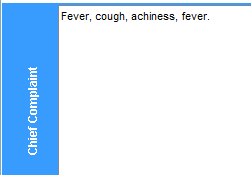 Chief Complaint
Fever, cough, achiness, fever.